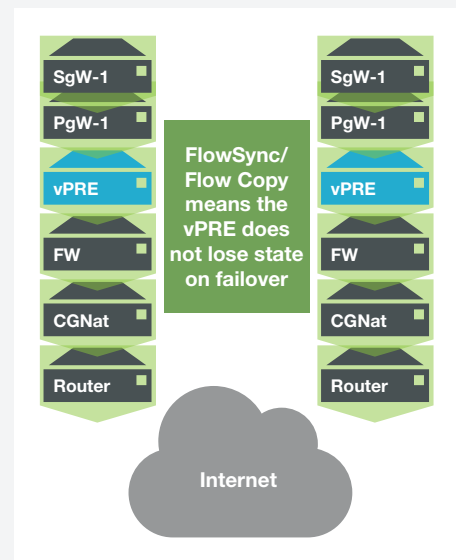 SgW-1
PgW-1
vPRE
FW
CGNat
Router
FlowSync/
Flow Copy
means the
vPRE does
not lose state
on failover
SgW-1
PgW-1
vPRE
FW
CGNat
Router
Internet